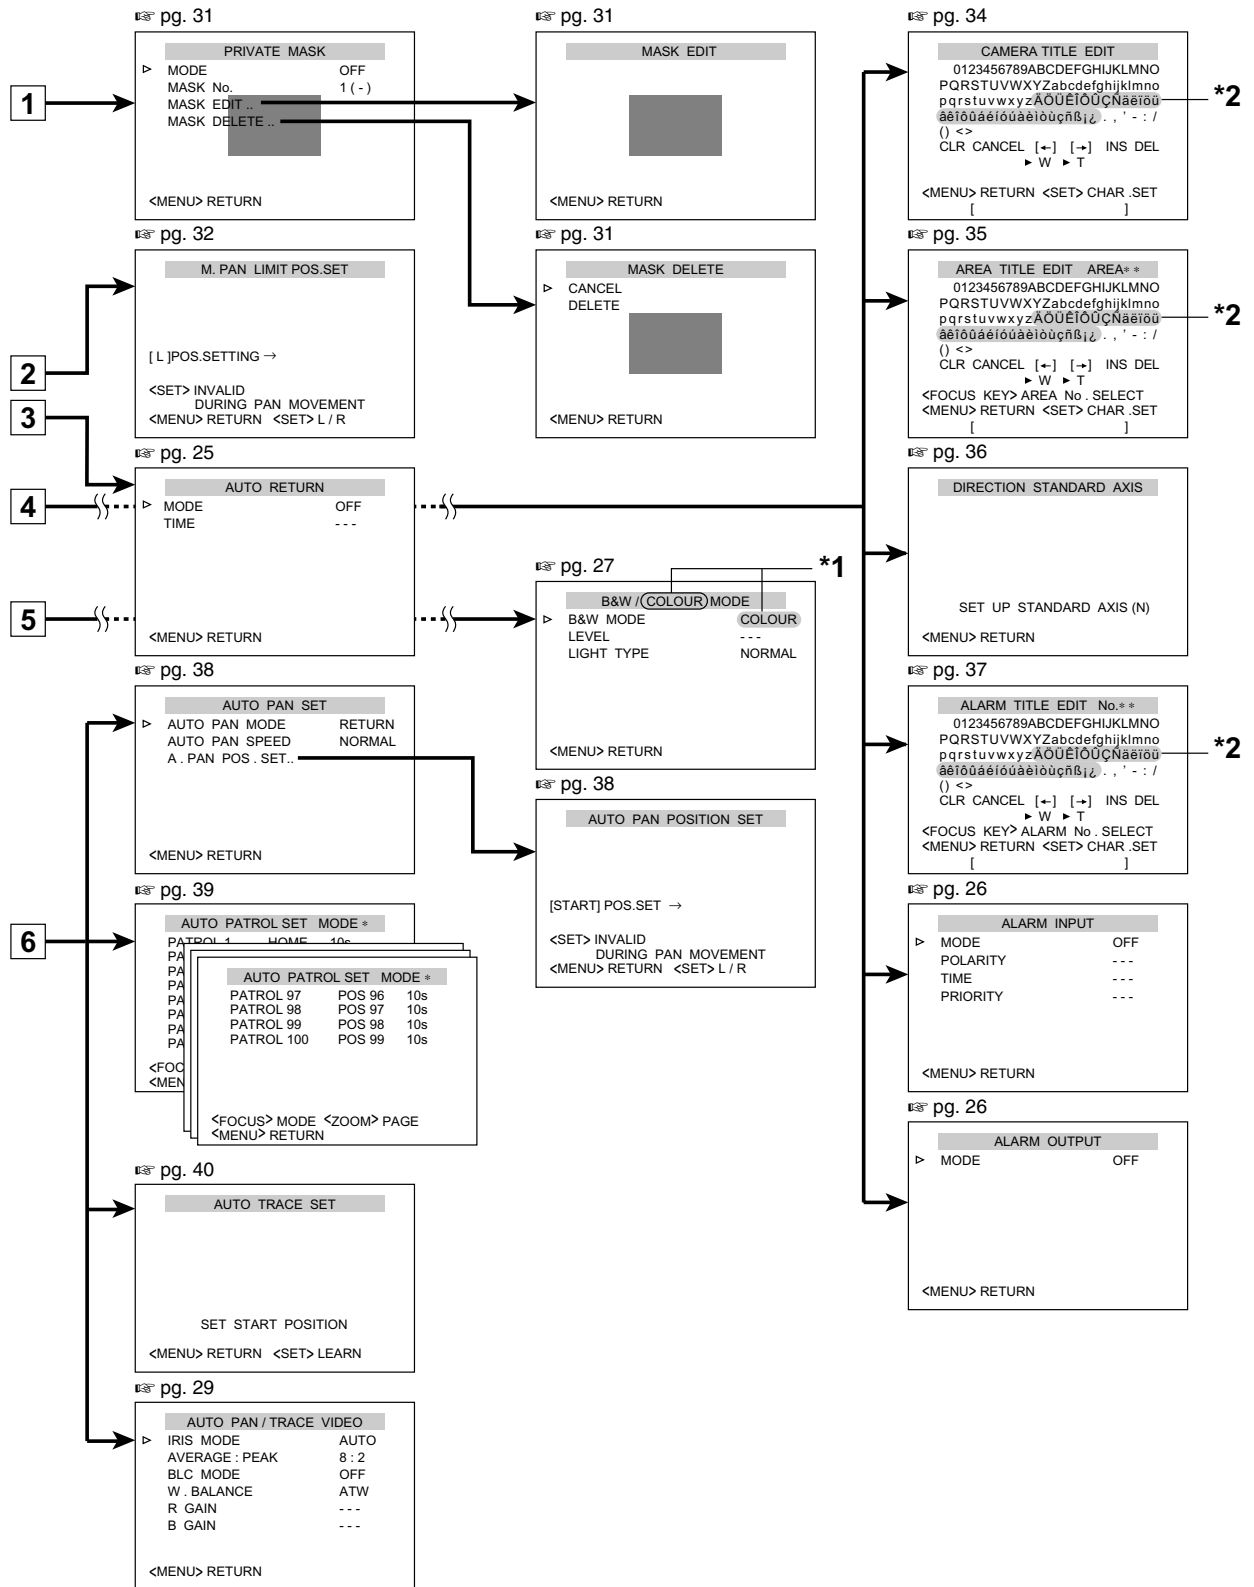 ☞ pg. 31
PRIVATE MASK
MODE OFF
MASK No. 1 ( - )
MASK EDIT ..
MASK DELETE ..
<MENU> RETURN
1
☞ pg. 32
M. PAN LIMIT POS.SET
[ L ]POS.SETTING →
<SET> INVALID
DURING PAN MOVEMENT
<MENU> RETURN <SET> L / R
2
3
☞ pg. 25
AUTO RETURN
MODE OFF
TIME - - -
<MENU> RETURN
4
5
☞ pg. 38
AUTO PAN SET
AUTO PAN MODE RETURN
AUTO PAN SPEED NORMAL
A . PAN POS . SET..
<MENU> RETURN
☞ pg. 39
6
AUTO PATROL SET MODE *
PATROL 1 HOME 10s
PA
PA
PA
PA
PA
PA
<FOC
<MEN
AUTO PATROL SET MODE *
PATROL 97 POS 96 10s
PATROL 98 POS 97 10s
PATROL 99 POS 98 10s
PATROL 100 POS 99 10s
<FOCUS> MODE <ZOOM> PAGE
<MENU> RETURN
☞ pg. 40
AUTO TRACE SET
SET START POSITION
<MENU> RETURN <SET> LEARN
☞ pg. 29
AUTO PAN / TRACE VIDEO
IRIS MODE AUTO
AVERAGE : PEAK 8 : 2
BLC MODE OFF
W . BALANCE ATW
R GAIN - - -
B GAIN - - -
<MENU> RETURN
☞ pg. 31
MASK EDIT
<MENU> RETURN
☞ pg. 31
MASK DELETE
CANCEL
DELETE
<MENU> RETURN
☞ pg. 27
*1
B&W / COLOUR MODE
B&W MODE COLOUR
LEVEL - - -
LIGHT TYPE NORMAL
<MENU> RETURN
☞ pg. 38
AUTO PAN POSITION SET
[START] POS.SET →
<SET> INVALID
DURING PAN MOVEMENT
<MENU> RETURN <SET> L / R
☞ pg. 34
CAMERA TITLE EDIT
0123456789ABCDEFGHIJKLMNO
PQRSTUVWXYZabcdefghijklmno
pqrstuvwxyzÄÖÜÊÎÔÛÇÑäëïöü
âêîôûáéíóúàèìòùçñß¡¿ . , ' - : /
() <>
CLR CANCEL [←] [→] INS DEL
► W ► T
<MENU> RETURN <SET> CHAR .SET
[ ]
*2
☞ pg. 35
AREA TITLE EDIT AREA* *
0123456789ABCDEFGHIJKLMNO
PQRSTUVWXYZabcdefghijklmno
pqrstuvwxyzÄÖÜÊÎÔÛÇÑäëïöü
âêîôûáéíóúàèìòùçñß¡¿ . , ' - : /
() <>
CLR CANCEL [←] [→] INS DEL
► W ► T
<FOCUS KEY> AREA No . SELECT
<MENU> RETURN <SET> CHAR .SET
[ ]
*2
☞ pg. 36
DIRECTION STANDARD AXIS
SET UP STANDARD AXIS (N)
<MENU> RETURN
☞ pg. 37
ALARM TITLE EDIT No.* *
0123456789ABCDEFGHIJKLMNO
PQRSTUVWXYZabcdefghijklmno
pqrstuvwxyzÄÖÜÊÎÔÛÇÑäëïöü
âêîôûáéíóúàèìòùçñß¡¿ . , ' - : /
() <>
CLR CANCEL [←] [→] INS DEL
► W ► T
<FOCUS KEY> ALARM No . SELECT
<MENU> RETURN <SET> CHAR .SET
[ ]
*2
☞ pg. 26
ALARM INPUT
MODE OFF
POLARITY - - -
TIME - - -
PRIORITY - - -
<MENU> RETURN
☞ pg. 26
ALARM OUTPUT
MODE OFF
<MENU> RETURN